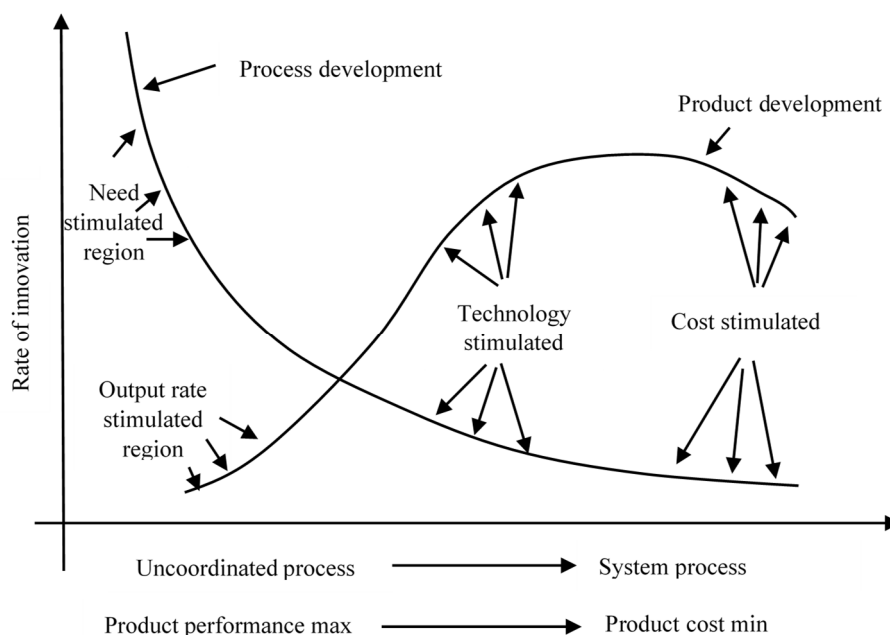 Process development
Product development
Need
stimulated
region
Rate of innovation
Technology
stimulated
Cost stimulated
Output rate
stimulated
region
Uncoordinated process
System process
Product performance max
Product cost min